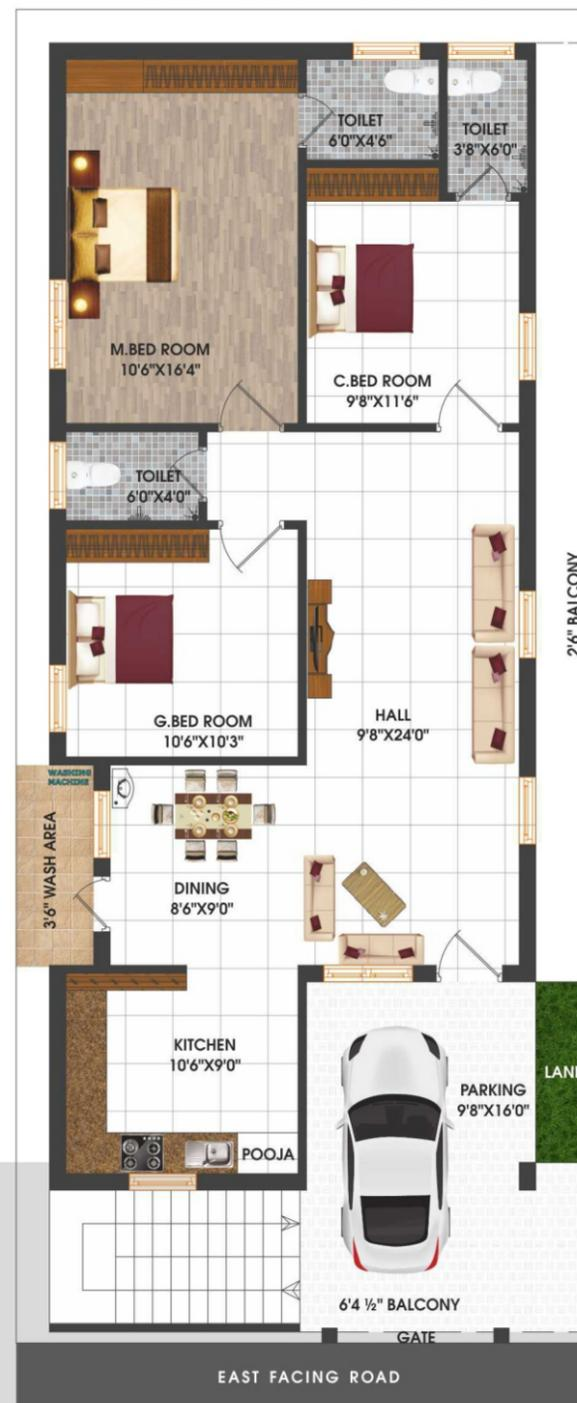 TOILET
6'0"X4'6"
TOILET
3'8"X6'0"
M.BED ROOM
10'6"X16'4"
C.BED ROOM
9'8"X11'6"
TOILET
6'0"X4'0"
2'6" BALCONY
G.BED ROOM
10'6"X10'3"
HALL
9'8"X24'0"
WASHING
MACHINE
3'6" WASH AREA
DINING
8'6"X9'0"
KITCHEN
10'6"X9'0"
LAN
PARKING
9'8"X16'0"
POOJA
6'4 ½" BALCONY
GATE
EAST FACING ROAD